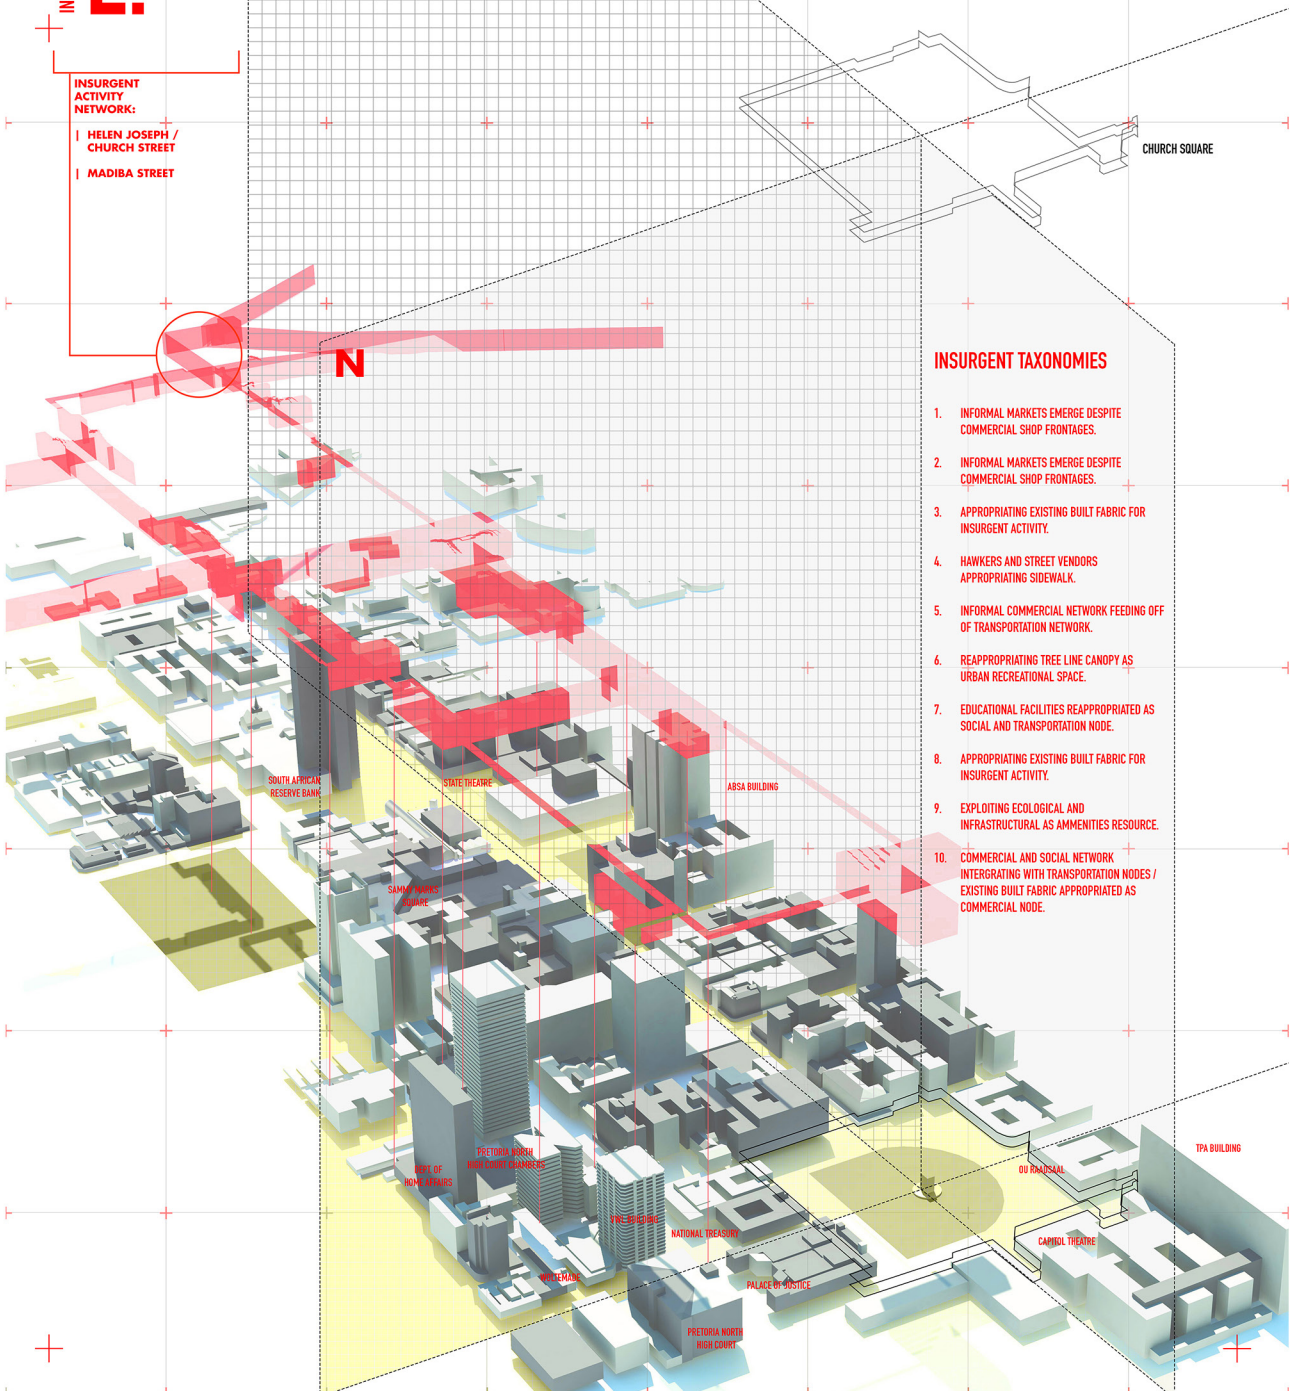 IN
INSURGENT
ACTIVITY
NETWORK:
| HELEN JOSEPH /
CHURCH STREET
| MADIBA STREET
CHURCH SQUARE
N
INSURGENT TAXONOMIES
1. INFORMAL MARKETS EMERGE DESPITE
COMMERCIAL SHOP FRONTAGES.
2. INFORMAL MARKETS EMERGE DESPITE
COMMERCIAL SHOP FRONTAGES.
3. APPROPRIATING EXISTING BUILT FABRIC FOR
INSURGENT ACTIVITY.
4. HAWKERS AND STREET VENDORS
APPROPRIATING SIDEWALK.
5. INFORMAL COMMERCIAL NETWORK FEEDING OFF
OF TRANSPORTATION NETWORK.
6. REAPPROPRIATING TREE LINE CANOPY AS
URBAN RECREATIONAL SPACE.
7. EDUCATIONAL FACILITIES REAPPROPRIATED AS
SOCIAL AND TRANSPORTATION NODE.
8. APPROPRIATING EXISTING BUILT FABRIC FOR
INSURGENT ACTIVITY.
9. EXPLOITING ECOLOGICAL AND
INFRASTRUCTURAL AS AMMENITIES RESOURCE.
10. COMMERCIAL AND SOCIAL NETWORK
INTERGRATING WITH TRANSPORTATION NODES /
EXISTING BUILT FABRIC APPROPRIATED AS
COMMERCIAL NODE.
SOUTH AFRICAN
RESERVE BANK
STATE THEATRE
ABSA BUILDING
SAMMY MARKS
SQUARE
PRETORIA NORTH
HIGH COURT CHAMBERS
DEPT. OF
HOME AFFAIRS
TPA BUILDING
OU RAADSAAL
BUILDING
NATIONAL TREASURY
CAPITOL THEATRE
WOLTEMADE
PALACE OF JUSTICE
PRETORIA NORTH
HIGH COURT